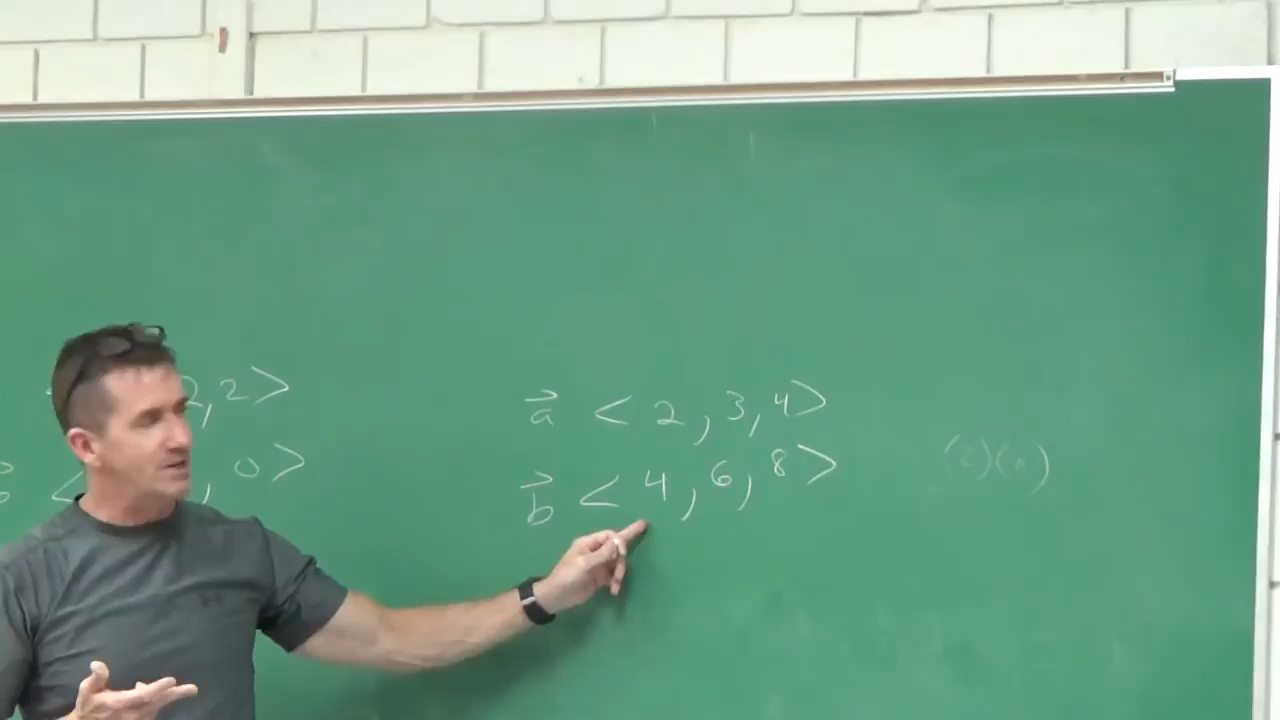 2, 2>
a < 2, 3, 4>
<, 0>
b < 4, 6, 8>